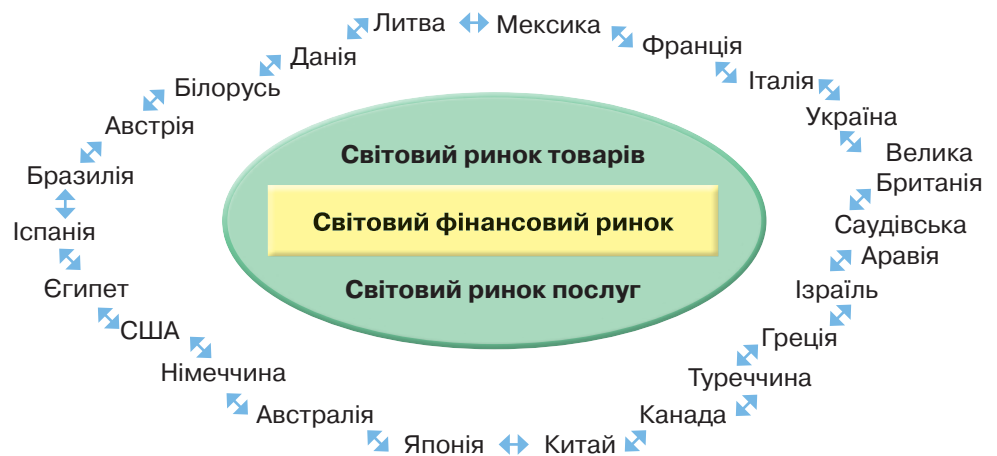 Литва
Мексика
Данія
Франція
Білорусь
Італія
Австрія
Україна
Світовий ринок товарів
Велика
Британія
Бразилія
Іспанія
Світовий фінансовий ринок
Саудівська
Аравія
Єгипет
Світовий ринок послуг
Ізраїль
США
Греція
Німеччина
Туреччина
Австралія
Канада
Японія
Китай